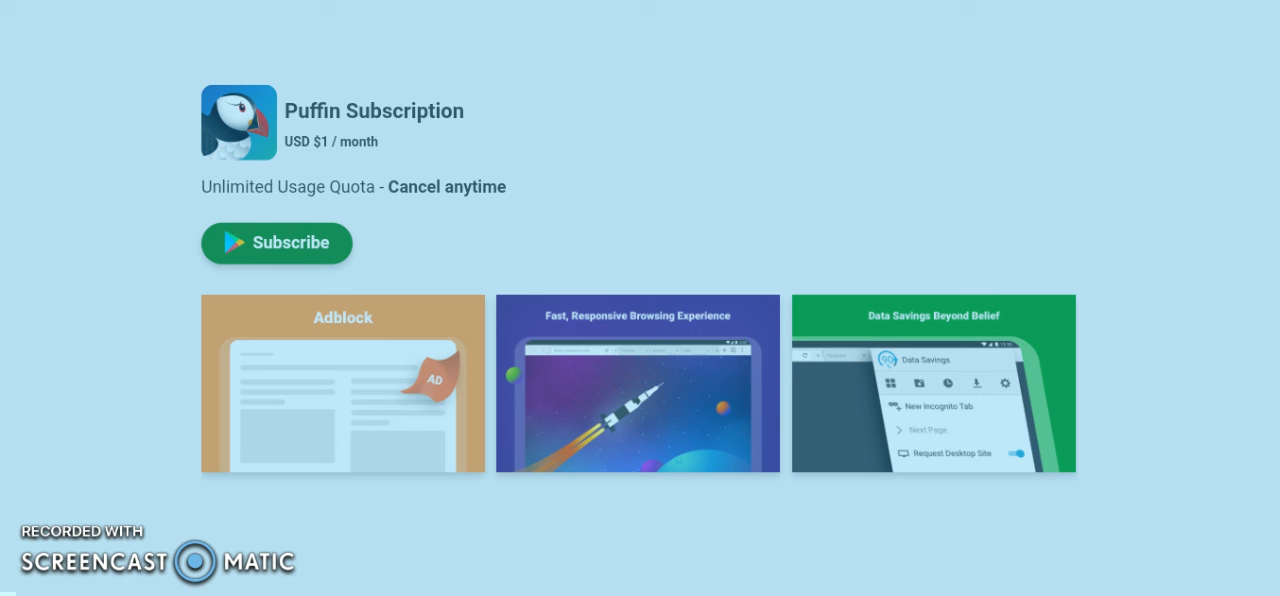 Puffin Subscription
USD $1 / month
Unlimited Usage Quota - Cancel anytime
Subscribe
Adblock
AD
Fast, Responsive Browsing Experience
Data Savings Beyond Belief
90
Data Savings
New Incognito Tab
Next Page
Request Desktop Site
RECORDED WITH
SCREENCAST MATIC